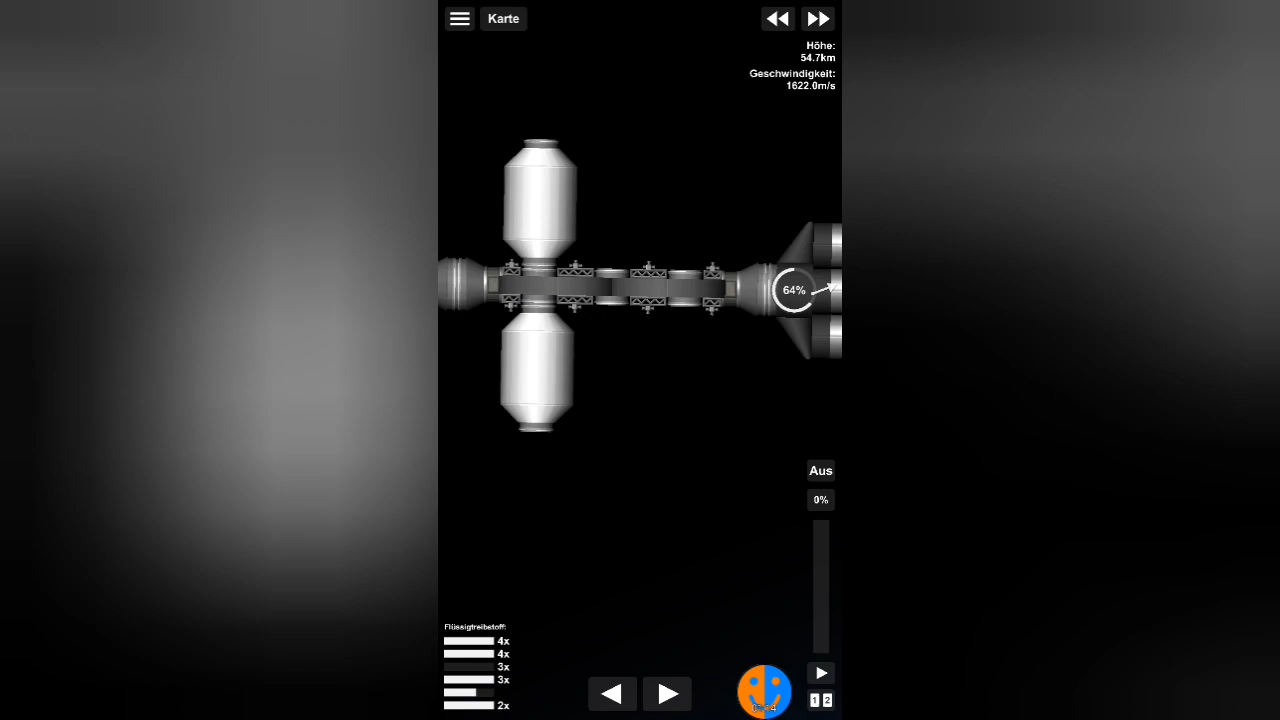 Karte
Höhe:
54.7km
Geschwindigkeit:
1622.0m/s
64%
Aus
0%
Flüssigtreibstoff:
4x
4x
3x
3x
2x
1 2